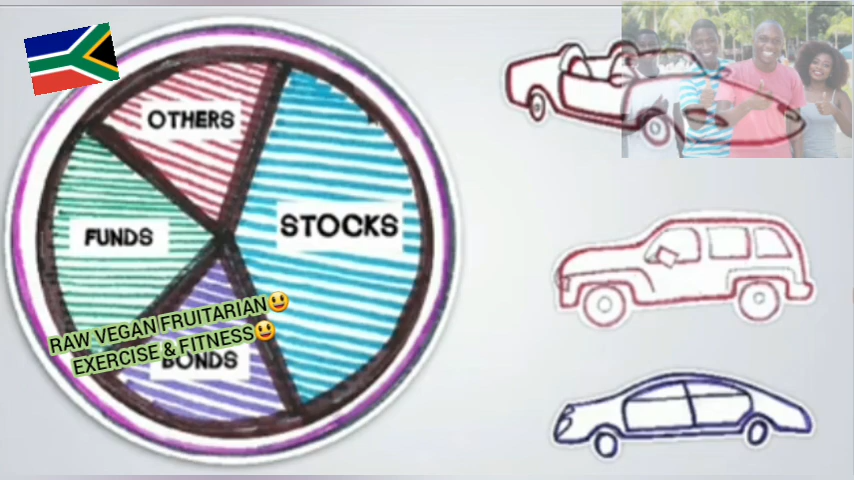 OTHERS
STOCKS
FUNDS
RAW VEGAN FRUITARIAN😃
EXERCISE & FITNESS😃
BONDS